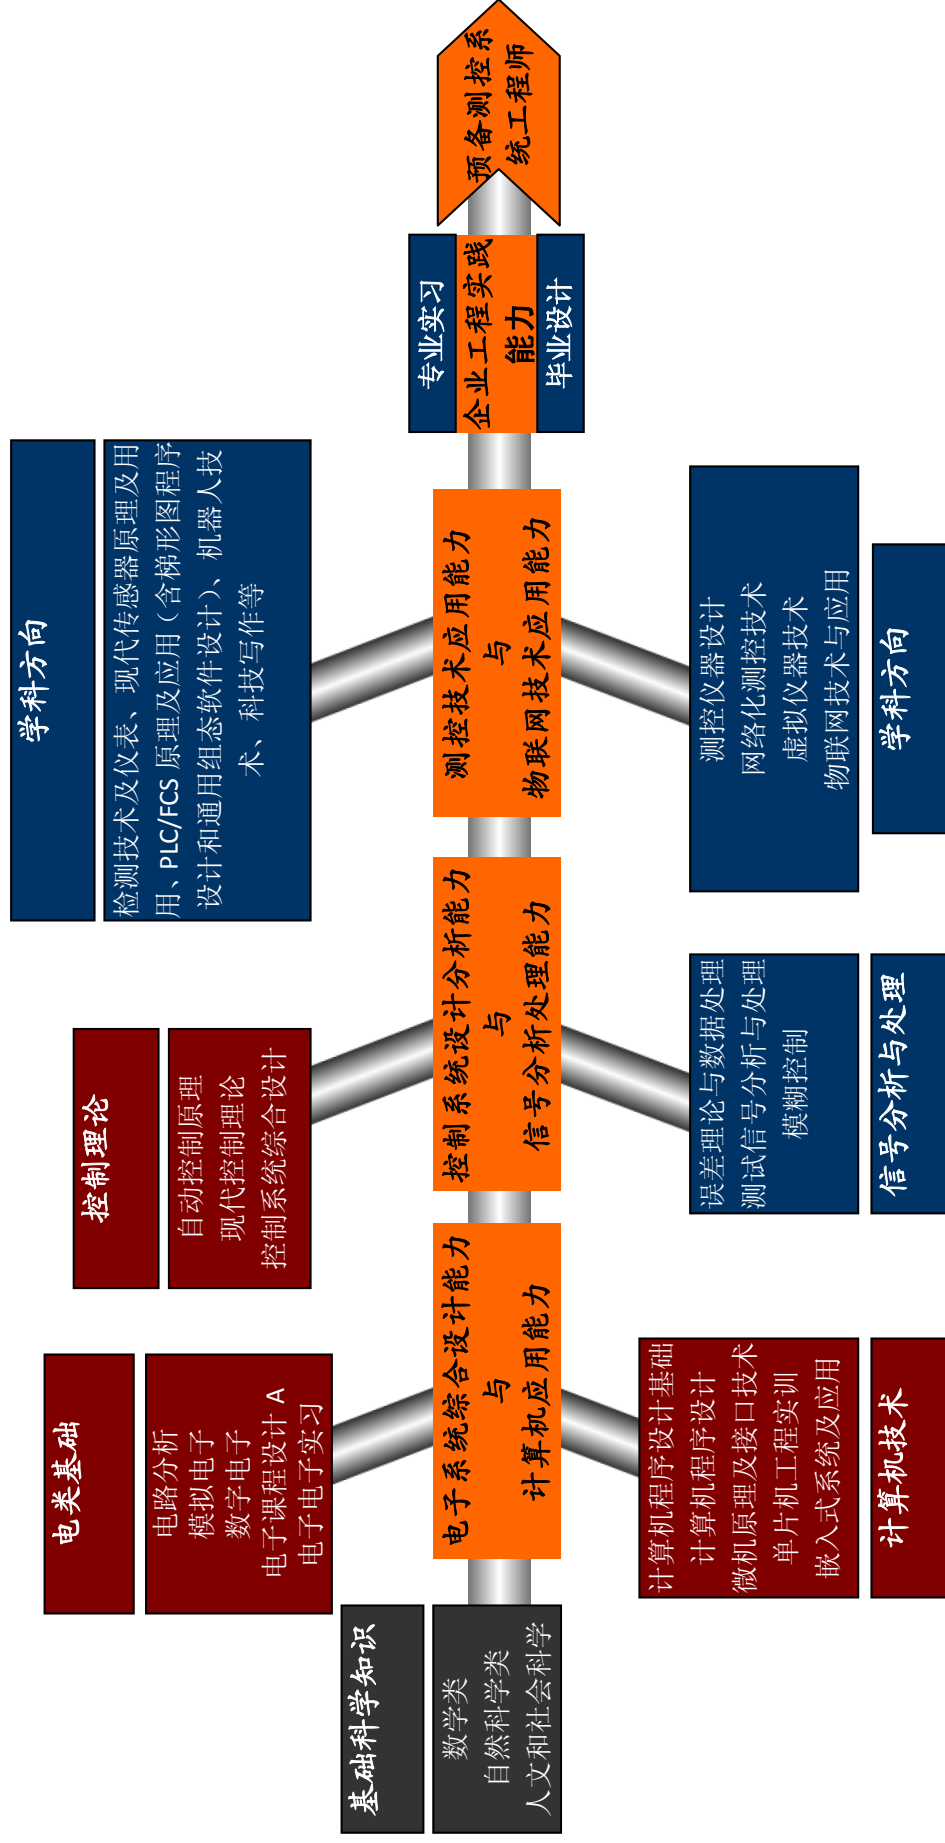 基础科学知识
数学类
自然科学类
人文和社会科学
电类基础
电路分析
模拟电子
数字电子
电子课程设计 A
电子电子实习
电子系统综合设计能力
与
计算机应用能力
计算机程序设计基础
计算机程序设计
微机原理及接口技术
单片机工程实训
嵌入式系统及应用
计算机技术
控制理论
自动控制原理
现代控制理论
控制系统综合设计
控制系统设计分析能力
与
信号分析处理能力
误差理论与数据处理
测试信号分析与处理
模糊控制
信号分析与处理
学科方向
检测技术及仪表、现代传感器原理及用
用、PLC/FCS 原理及应用（含梯形图程序
设计和通用组态软件设计）、机器人技
术、科技写作等
测控技术应用能力
与
物联网技术应用能力
测控仪器设计
网络化测控技术
虚拟仪器技术
物联网技术与应用
学科方向
专业实习
企业工程实践
能力
毕业设计
预备测控系
统工程师